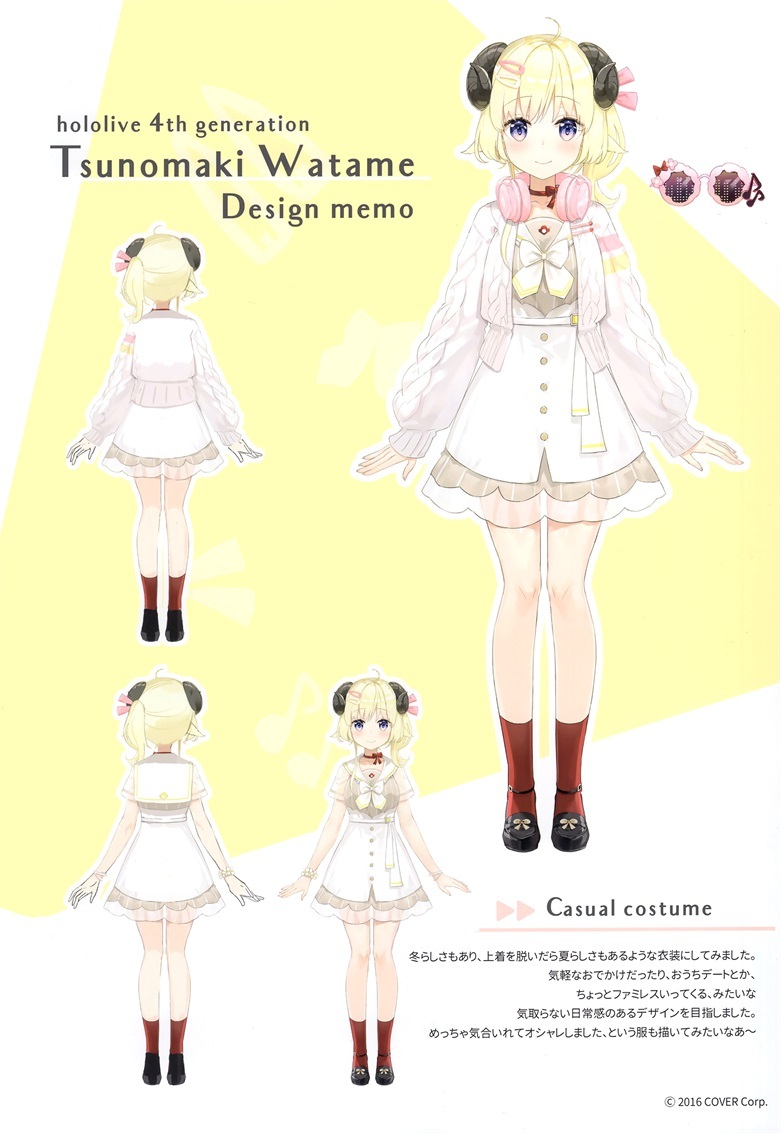 hololive 4th generation
Tsunomaki Watame
Design memo
Casual costume
冬らしさもあり、上着を脱いだら夏らしさもあるような衣装にしてみました。
気軽なおでかけだったり、おうちデートとか、
ちょっとファミレスいってくる、みたいな
気取らない日常感のあるデザインを目指しました。
めっちゃ気合いれてオシャレしました、という服も描いてみたいなあ〜
© 2016 COVER Corp.